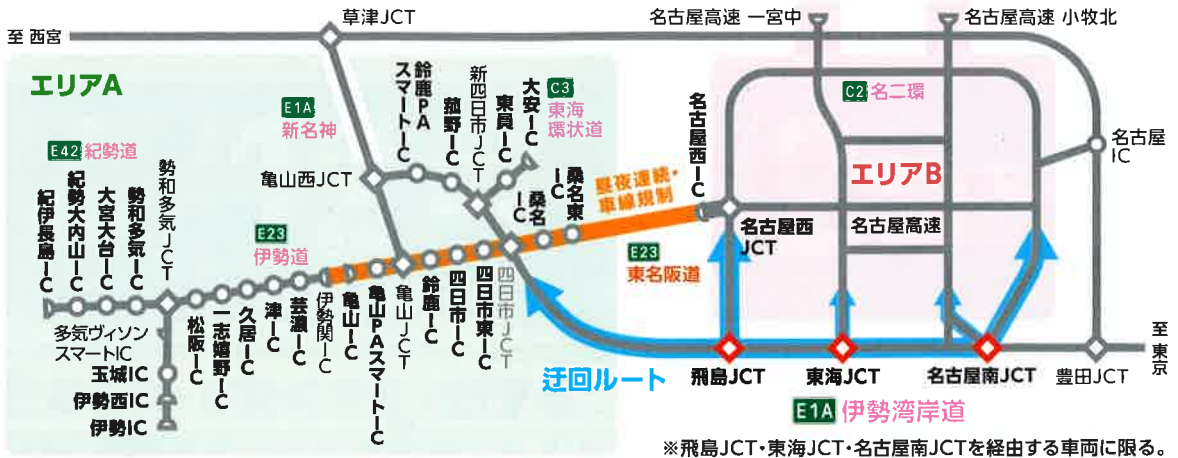 草津JCT
名古屋高速 一宮中
名古屋高速 小牧北
至 西宮
エリアA
E1A
新名神
鈴鹿PA
スマートIC
菰野IC
新四日市JCT
東員IC
大安IC
C3
東海
環状道
C2 名二環
名古屋
IC
E42 紀勢道
紀伊長島IC
紀勢大内山IC
大宮大台IC
勢和多気IC
勢和多気JCT
亀山西JCT
桑名
IC
桑名東
IC
昼夜連続・
車線規制
名古屋西IC
エリアB
名古屋西
JCT
名古屋高速
E23
伊勢道
E23
東名阪道
多気ヴィソン
スマートIC
玉城IC
伊勢西IC
伊勢IC
松阪IC
一志嬉野IC
久居IC
津IC
芸濃IC
伊勢関IC
亀山IC
亀山PAスマートIC
亀山JCT
鈴鹿IC
四日市IC
四日市東IC
四日市JCT
迂回ルート
飛島JCT
東海JCT
名古屋南JCT
豊田JCT
至 東京
E1A 伊勢湾岸道
※飛島JCT・東海JCT・名古屋南JCTを経由する車両に限る。